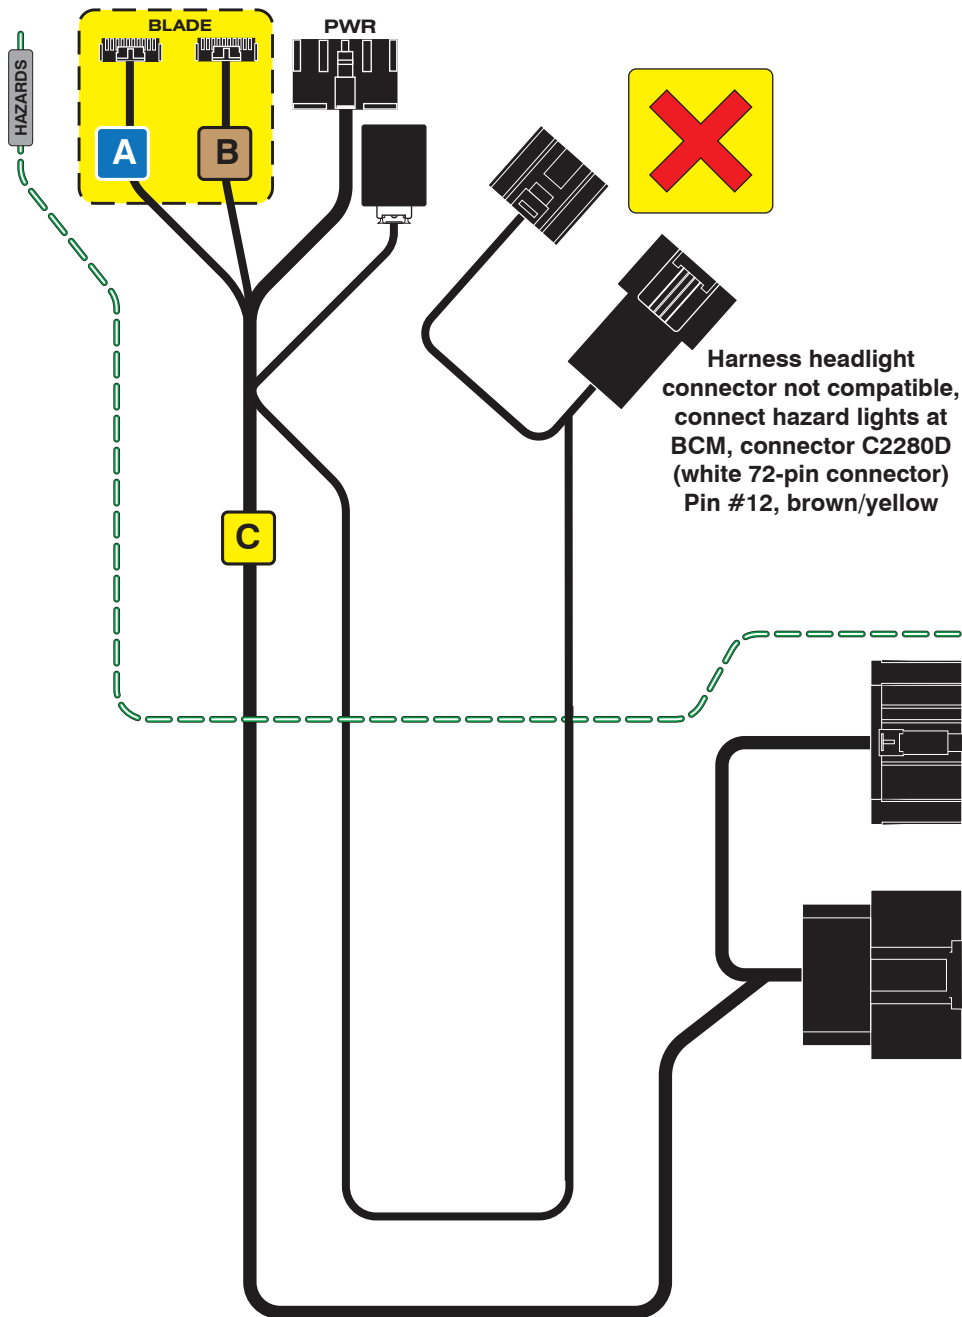 BLADE
PWR
HAZARDS
A
B
Harness headlight
connector not compatible,
connect hazard lights at
BCM, connector C2280D
(white 72-pin connector)
Pin #12, brown/yellow
C